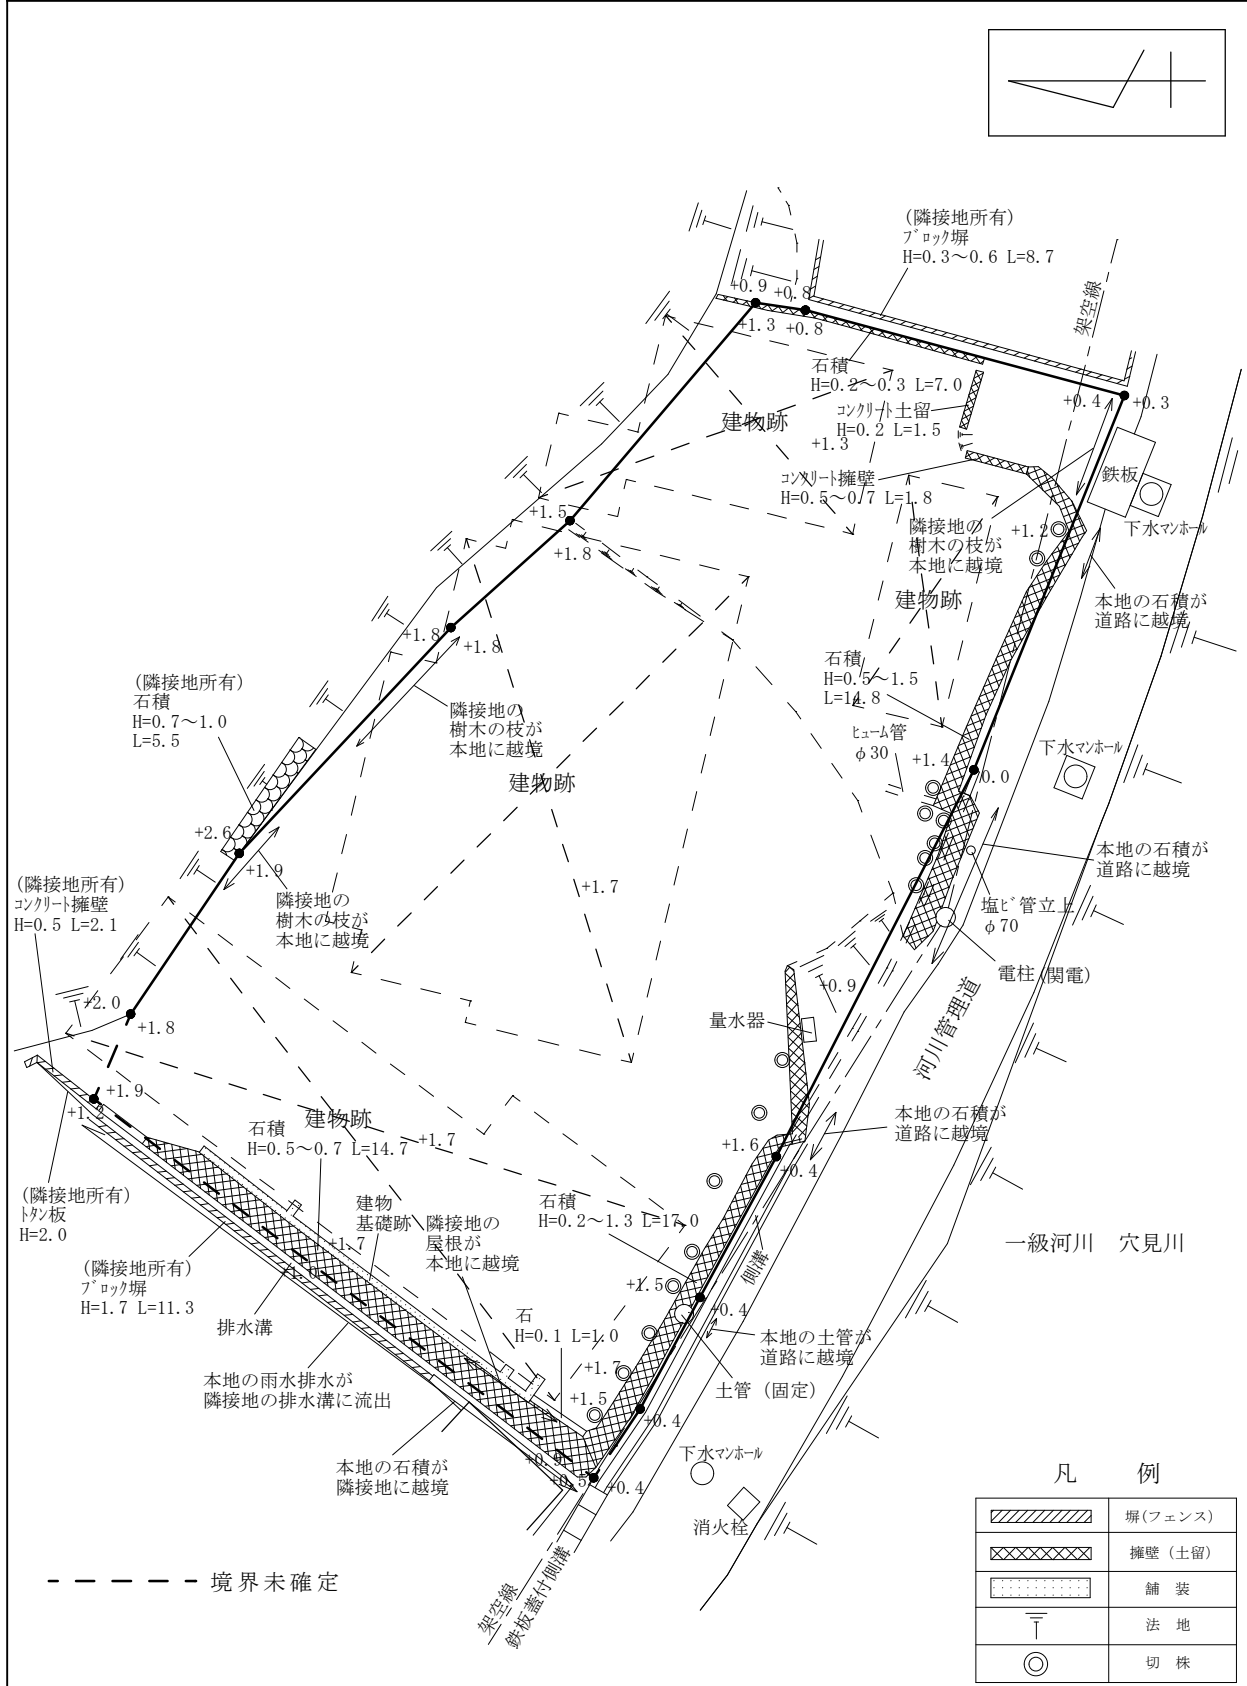 (隣接地所有)
ブロック塀
H=0.3～0.6 L=8.7
架空線
+0.9
+0.8
+1.3
+0.8
石積
H=0.2～0.3 L=7.0
+0.4
+0.3
建物跡
コンクリート土留
H=0.2 L=1.5
+1.3
コンクリート擁壁
H=0.5～0.7 L=1.8
鉄板
+1.5
+1.8
隣接地の
樹木の枝が
本地に越境
+1.2
下水マンホール
建物跡
本地の石積が
道路に越境
+1.8
+1.8
石積
H=0.5～1.5
L=14.8
(隣接地所有)
石積
H=0.7～1.0
L=5.5
隣接地の
樹木の枝が
本地に越境
ヒューム管
φ30
下水マンホール
建物跡
+1.4
0.0
+2.6
+1.9
本地の石積が
道路に越境
(隣接地所有)
コンクリート擁壁
H=0.5 L=2.1
隣接地の
樹木の枝が
本地に越境
+1.7
塩ビ管立上
φ70
電柱(関電)
+2.0
+1.8
+0.9
量水器
河川管理道
+1.9
+1.2
建物跡
石積
H=0.5～0.7 L=14.7
+1.7
本地の石積が
道路に越境
+1.6
+0.4
(隣接地所有)
トタン板
H=2.0
建物
基礎跡
隣接地の
屋根が
本地に越境
石積
H=0.2～1.3 L=17.0
+1.7
一級河川　穴見川
(隣接地所有)
ブロック塀
H=1.7 L=11.3
+1.0
側溝
+1.5
+0.4
排水溝
石
H=0.1 L=1.0
本地の土管が
道路に越境
本地の雨水排水が
隣接地の排水溝に流出
+1.7
土管（固定）
+1.5
+0.4
本地の石積が
隣接地に越境
+0.9
+0.5
+0.4
下水マンホール
消火栓
架空線
鉄板蓋付側溝
境界未確定
凡　例
塀(フェンス)
擁壁（土留）
舗　装
法　地
切　株